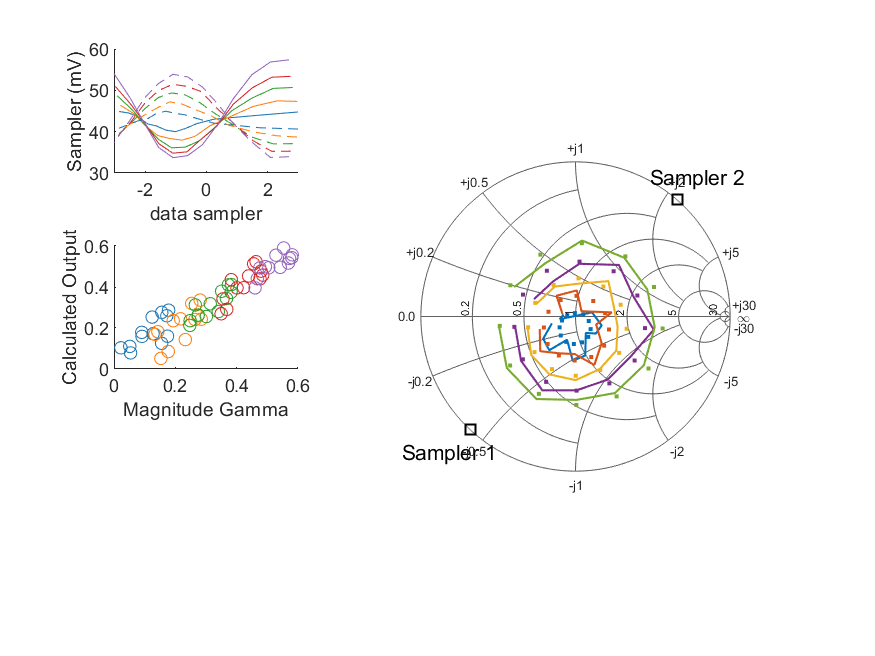 60
50
40
30
Sampler (mV)
-2
0
2
data sampler
0.6
0.4
0.2
0
Calculated Output
0
0.2
0.4
0.6
Magnitude Gamma
+j1
+j0.5
+j2
Sampler 2
+j0.2
+j5
0.0
0.2
0.5
1
2
5
30
+j30
∞
-j30
-j0.2
-j5
Sampler 1
-j0.5
-j2
-j1